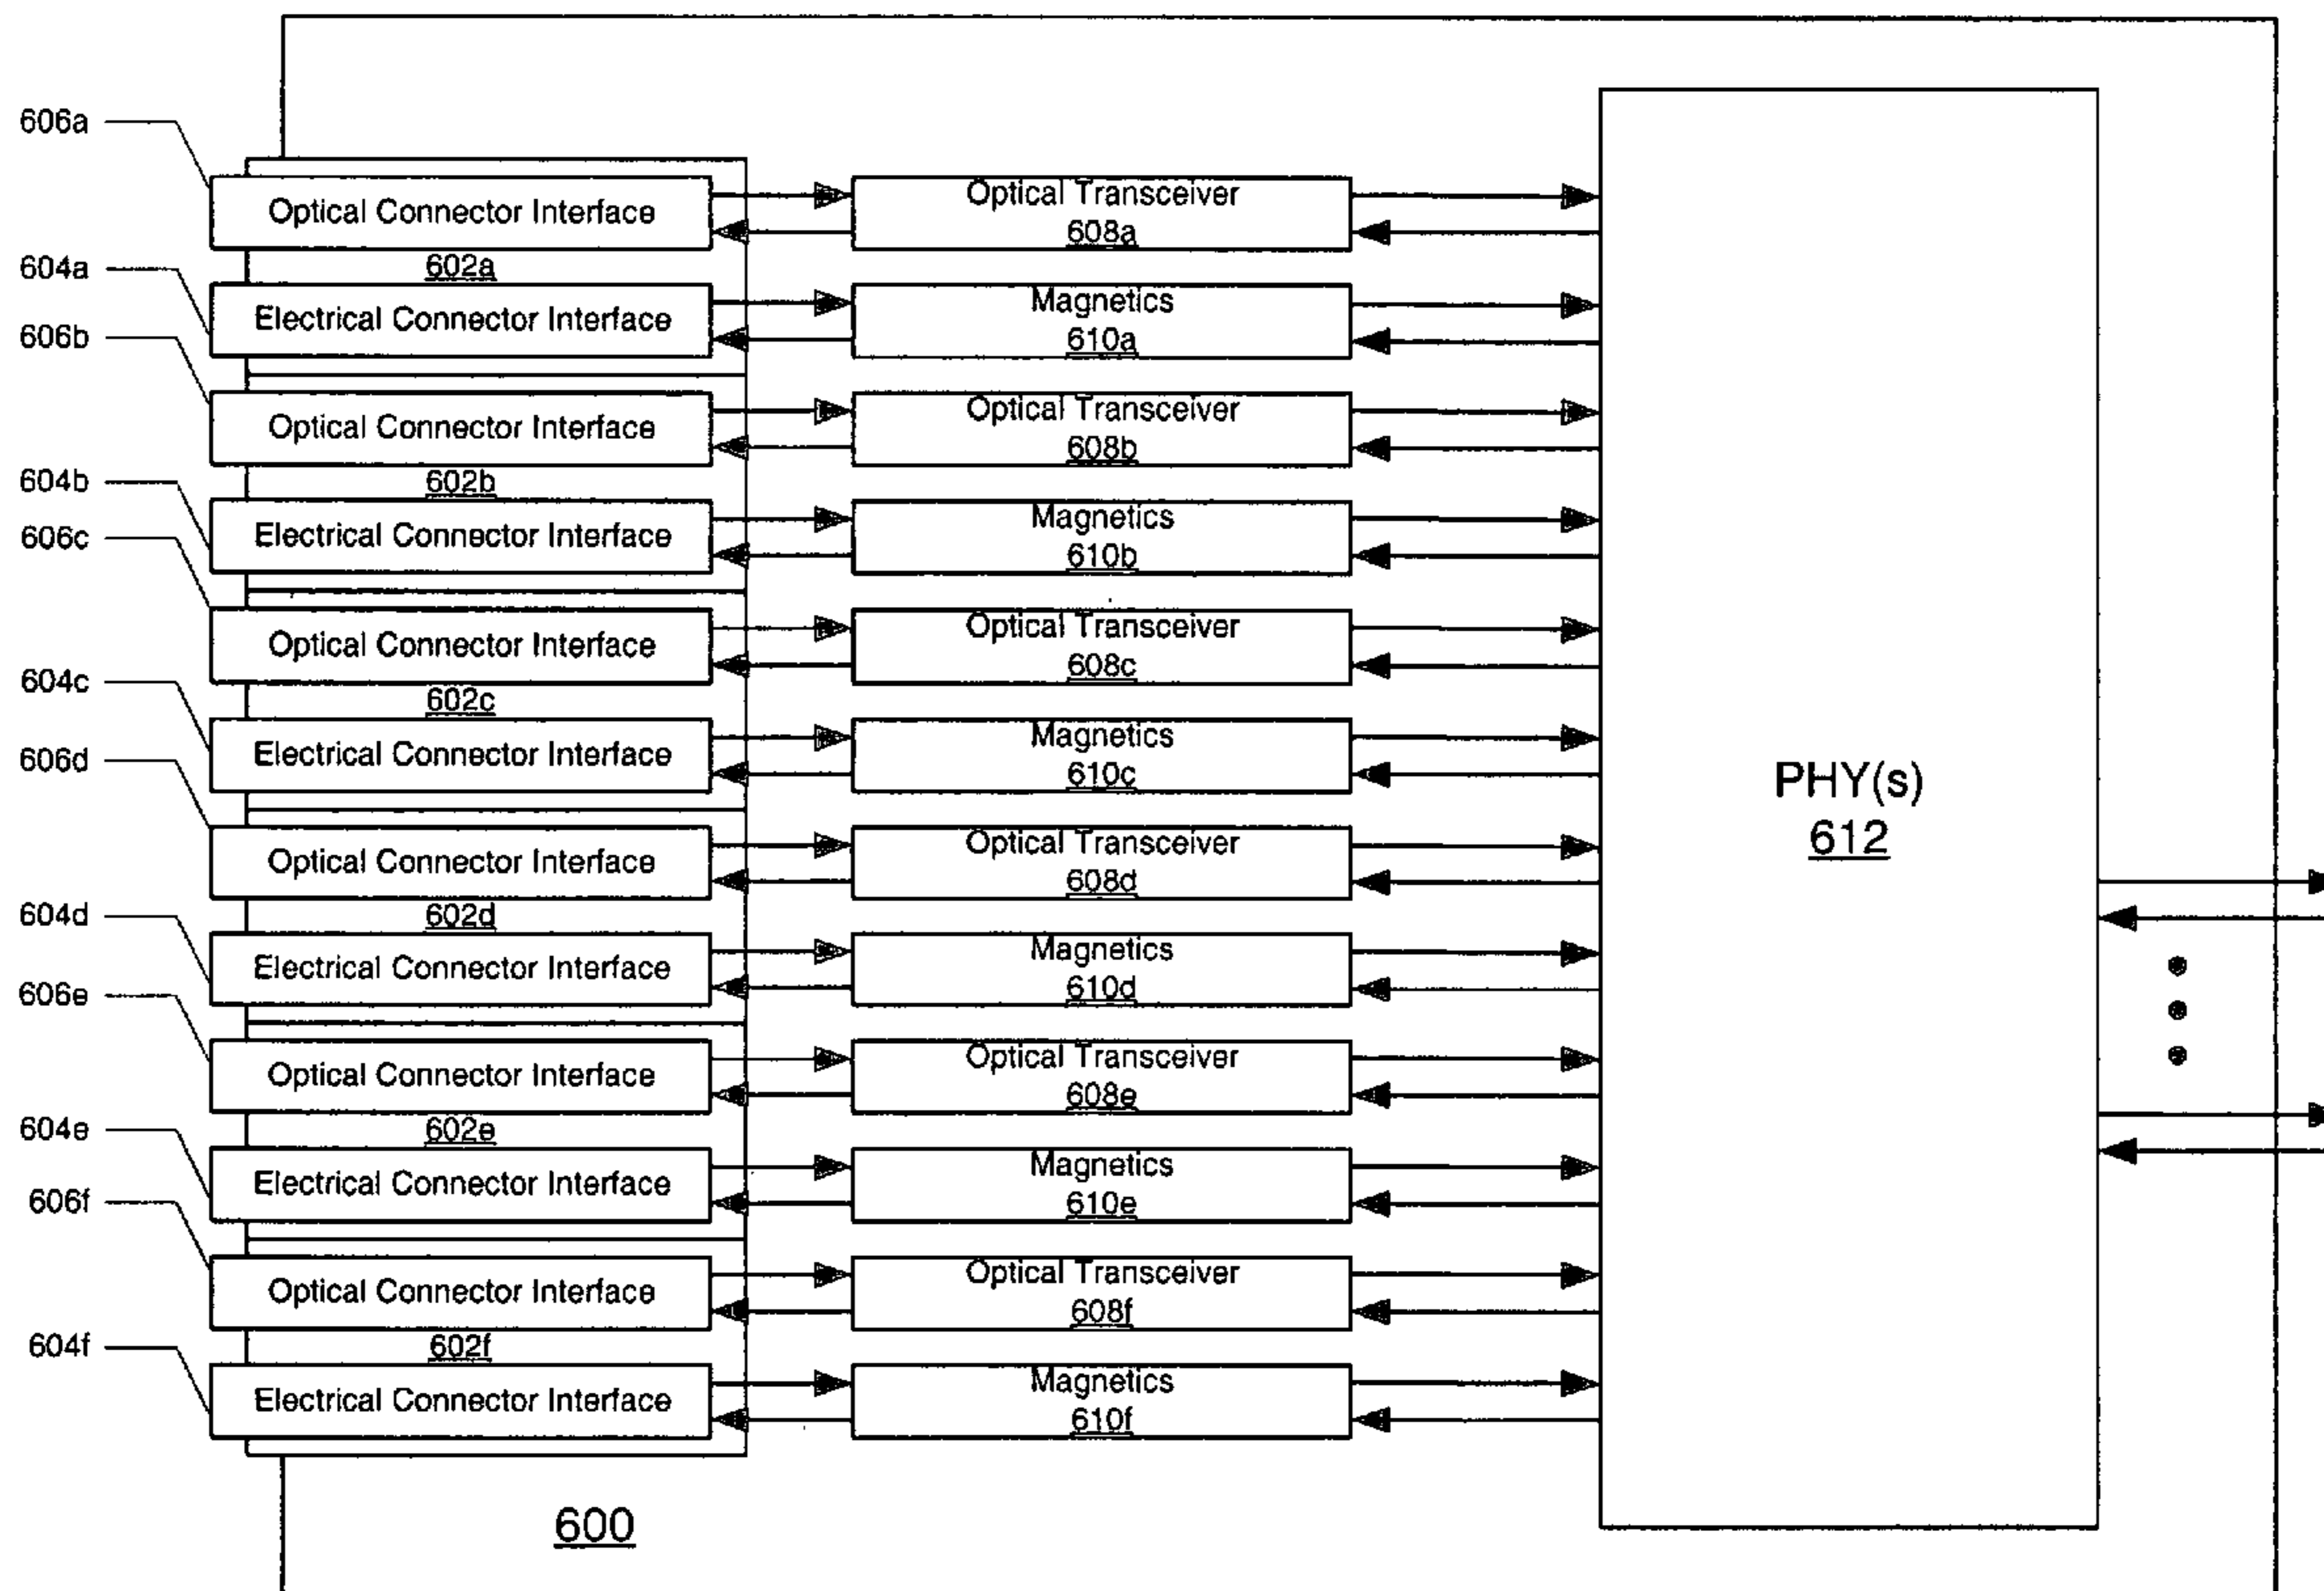 606a
Optical Connector Interface
Optical Transceiver
608a
602a
604a
Electrical Connector Interface
Magnetics
610a
606b
Optical Connector Interface
Optical Transceiver
608b
602b
604b
Electrical Connector Interface
Magnetics
610b
606c
Optical Connector Interface
Optical Transceiver
608c
602c
604c
Electrical Connector Interface
Magnetics
610c
606d
Optical Connector Interface
Optical Transceiver
608d
602d
604d
Electrical Connector Interface
Magnetics
610d
606e
Optical Connector Interface
Optical Transceiver
608e
602e
604e
Electrical Connector Interface
Magnetics
610e
606f
Optical Connector Interface
Optical Transceiver
608f
602f
604f
Electrical Connector Interface
Magnetics
610f
PHY(s)
612
600